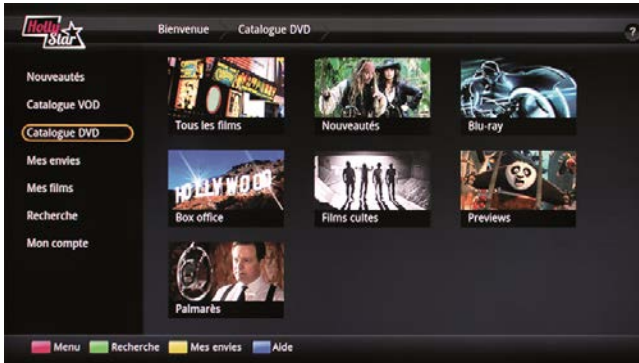 Holly
Star
Bienvenue
Catalogue DVD
?
Nouveautés
Catalogue VOD
Catalogue DVD
Mes envies
Mes films
Recherche
Mon compte
Tous les films
Nouveautés
Blu-ray
HOLLYWOOD
Box office
Films cultes
Previews
Palmarès
Menu
Recherche
Mes envies
Aide